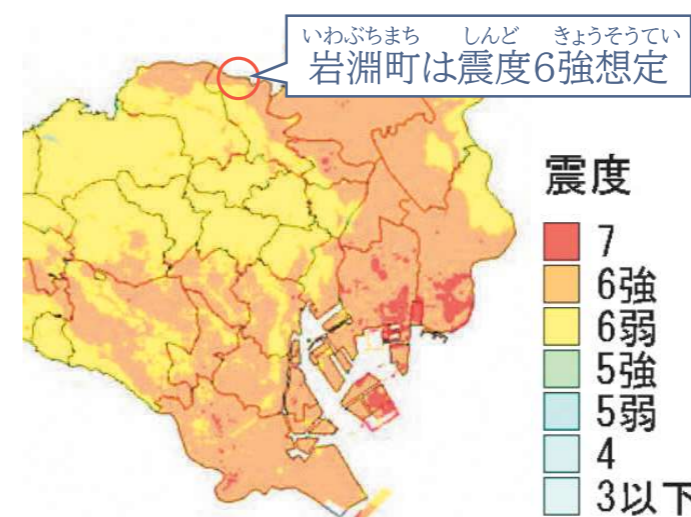 いわぶちまち しんど きょうそうてい
岩淵町は震度6強想定
震度
7
6強
6弱
5強
5弱
4
3以下